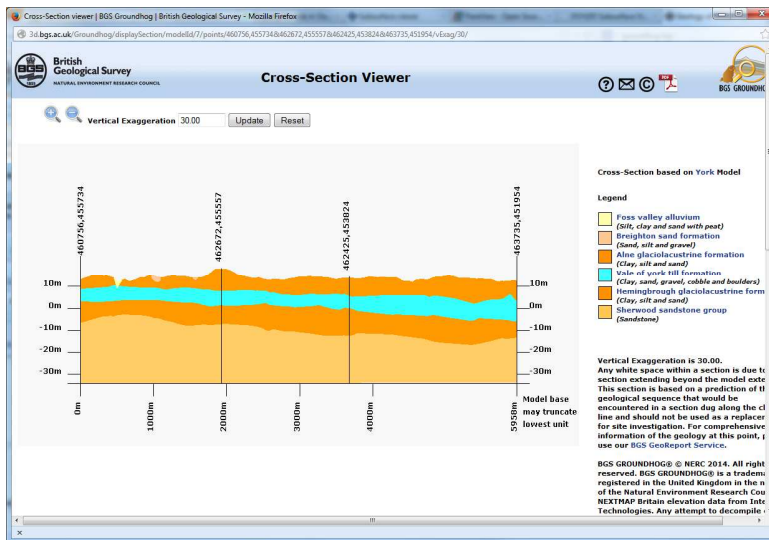 Cross-Section viewer | BGS Groundhog | British Geological Survey - Mozilla Firefox
3d.bgs.ac.uk/Groundhog/displaySection/modelId/7/points/460756,455734&462672,455557&462425,453824&463735,451954/vExag/30/
British
Geological Survey
NATURAL ENVIRONMENT RESEARCH COUNCIL
BGS
Cross-Section Viewer
PDF
BGS GROUNDHO
Vertical Exaggeration 30.00 Update Reset
460756,455734
462672,455557
462425,453824
463735,451954
10m
0m
-10m
-20m
-30m
10m
0m
-10m
-20m
-30m
0m
1000m
2000m
3000m
4000m
5958m
Model base
may truncate
lowest unit
Cross-Section based on York Model
Legend
Foss valley alluvium
(Silt, clay and sand with peat)
Breighton sand formation
(Sand, silt and gravel)
Alne glaciolacustrine formation
(Clay, silt and sand)
Vale of york till formation
(Clay, sand, gravel, cobble and boulders)
Hemingbrough glaciolacustrine form
(Clay, silt and sand)
Sherwood sandstone group
(Sandstone)
Vertical Exaggeration is 30.00.
Any white space within a section is due to
section extending beyond the model exte
This section is based on a prediction of th
geological sequence that would be
encountered in a section dug along the cl
line and should not be used as a replacer
for site investigation. For comprehensive
information of the geology at this point, p
use our BGS GeoReport Service.
BGS GROUNDHOG® © NERC 2014. All right
reserved. BGS GROUNDHOG® is a tradema
registered in the United Kingdom in the n
of the Natural Environment Research Cou
NEXTMAP Britain elevation data from Inte
Technologies. Any attempt to decompile